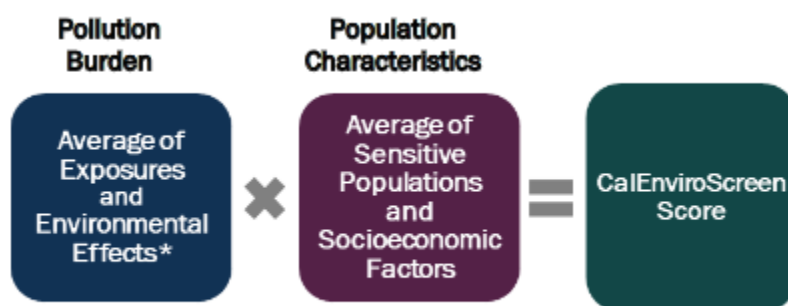 Pollution
Burden
Population
Characteristics
Average of
Exposures
and
Environmental
Effects*
Average of
Sensitive
Populations
and
Socioeconomic
Factors
CalEnviroScreen
Score